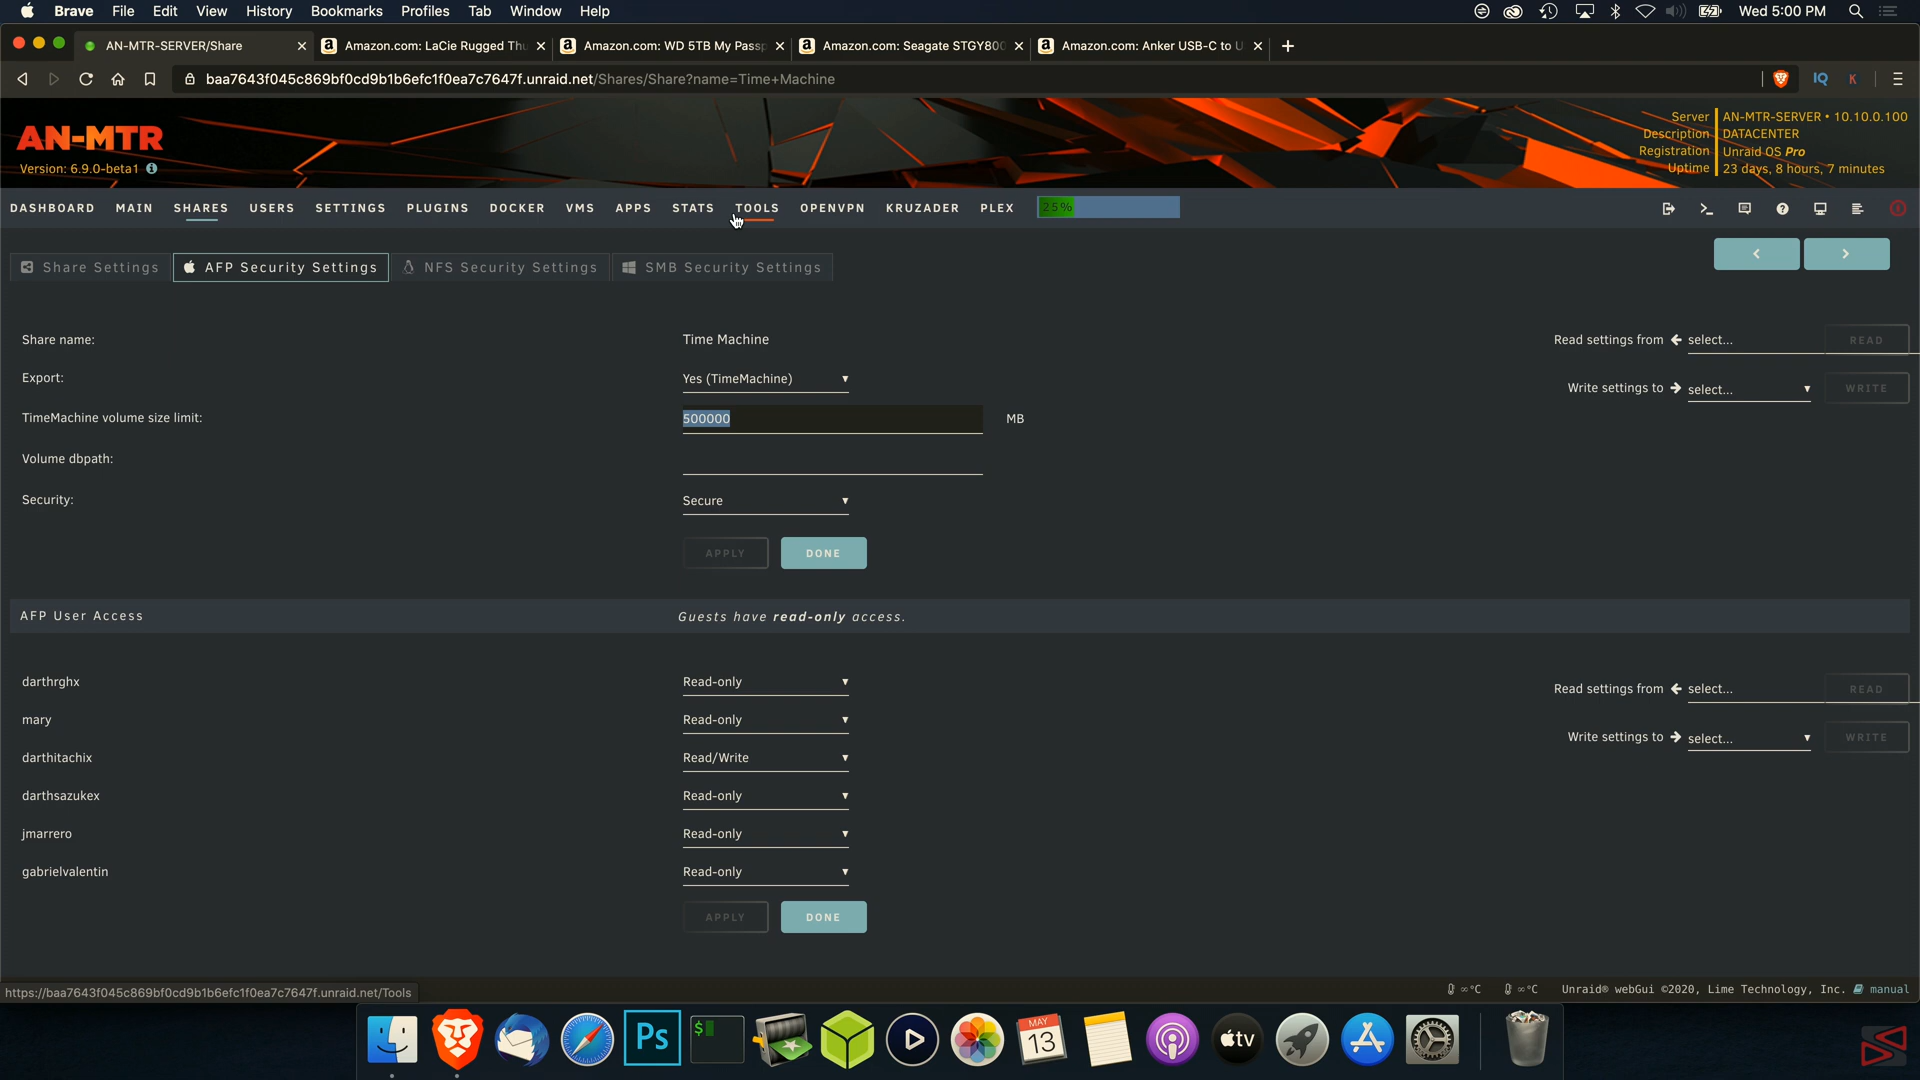 Brave File Edit View History Bookmarks Profiles Tab Window Help Wed 5:00 PM
AN-MTR-SERVER/Share Amazon.com: LaCie Rugged Thu Amazon.com: WD 5TB My Passp Amazon.com: Seagate STGY800 Amazon.com: Anker USB-C to U
baa7643f045c869bf0cd9b1b6efc1f0ea7c7647f.unraid.net/Shares/Share?name=Time+Machine IQ K
AN-MTR
Version: 6.9.0-beta1
Server AN-MTR-SERVER • 10.10.0.100
Description DATACENTER
Registration Unraid OS Pro
Uptime 23 days, 8 hours, 7 minutes
DASHBOARD MAIN SHARES USERS SETTINGS PLUGINS DOCKER VMS APPS STATS TOOLS OPENVPN KRUZADER PLEX 25%
Share Settings AFP Security Settings NFS Security Settings SMB Security Settings
Share name: Time Machine Read settings from select... READ
Export: Yes (TimeMachine) Write settings to select... WRITE
TimeMachine volume size limit: 500000 MB
Volume dbpath:
Security: Secure
APPLY DONE
AFP User Access Guests have read-only access.
darthrghx Read-only Read settings from select... READ
mary Read-only Write settings to select... WRITE
darthitachix Read/Write
darthsazukex Read-only
jmarrero Read-only
gabrielvalentin Read-only
APPLY DONE
https://baa7643f045c869bf0cd9b1b6efc1f0ea7c7647f.unraid.net/Tools ∞°C ∞°C Unraid® webGui ©2020, Lime Technology, Inc. manual
Ps $ MAY 13 tv